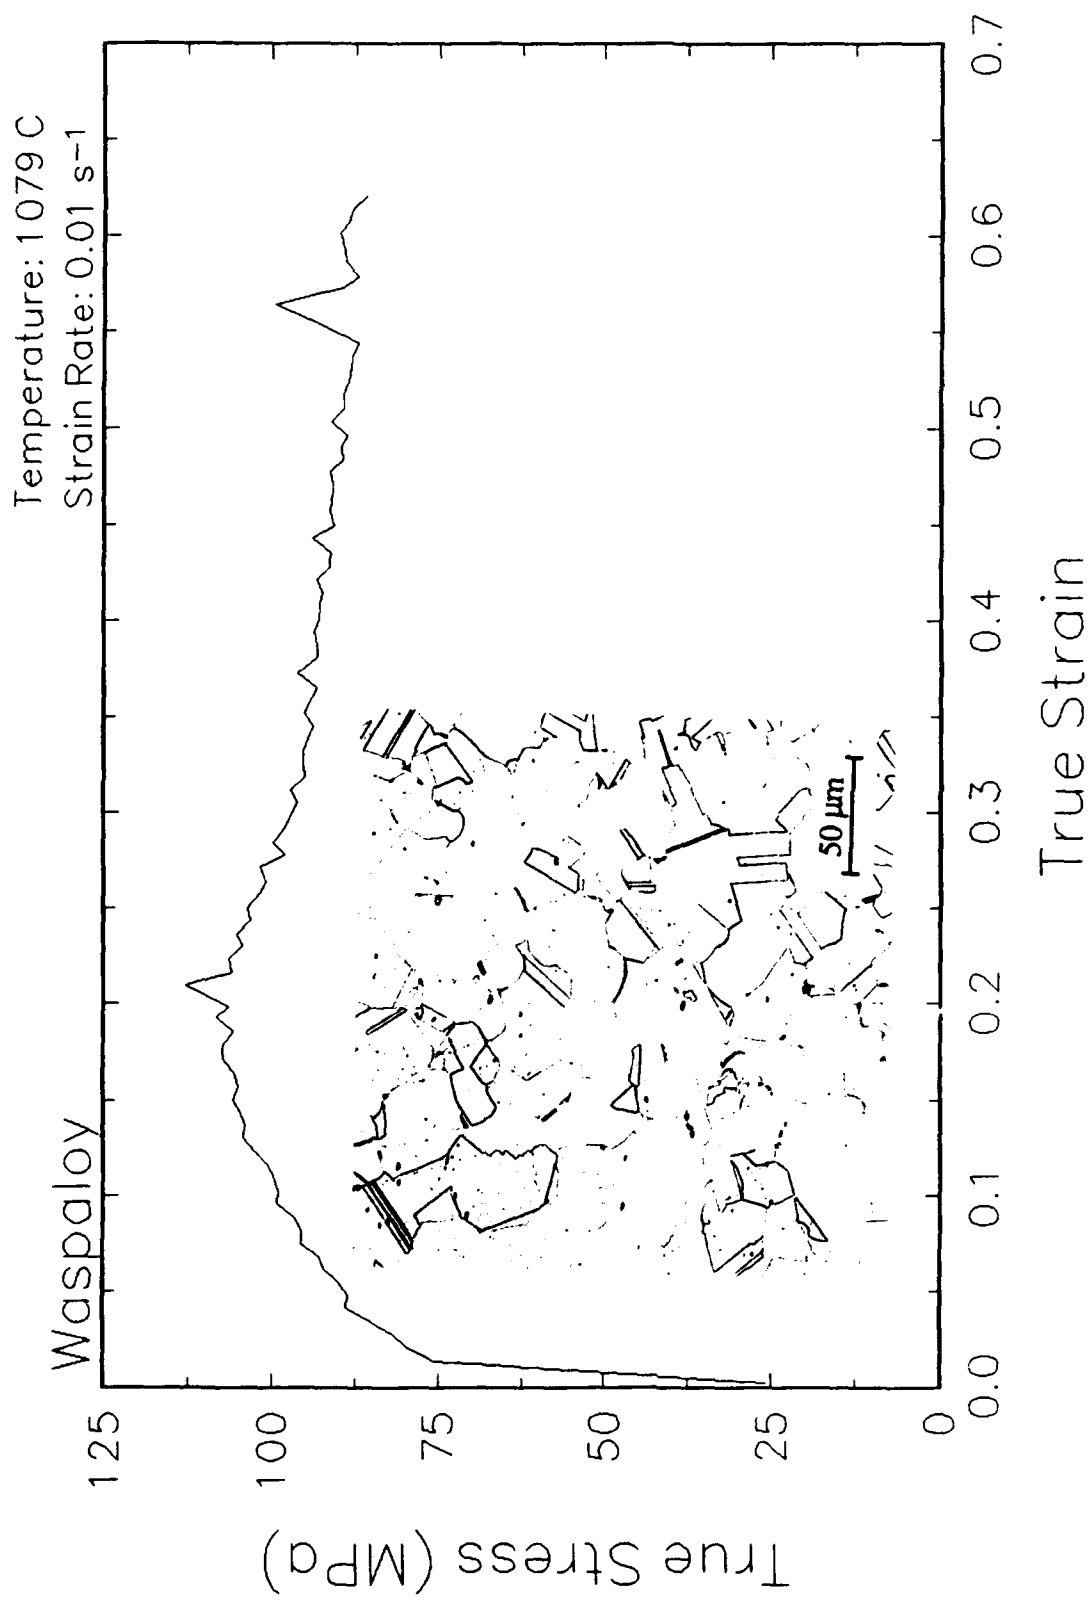 Waspaloy
Temperature: 1079 C
Strain Rate: 0.01 s−1
True Stress (MPa)
125
100
75
50
25
0
50 μm
0.0
0.1
0.2
0.3
0.4
0.5
0.6
0.7
True Strain